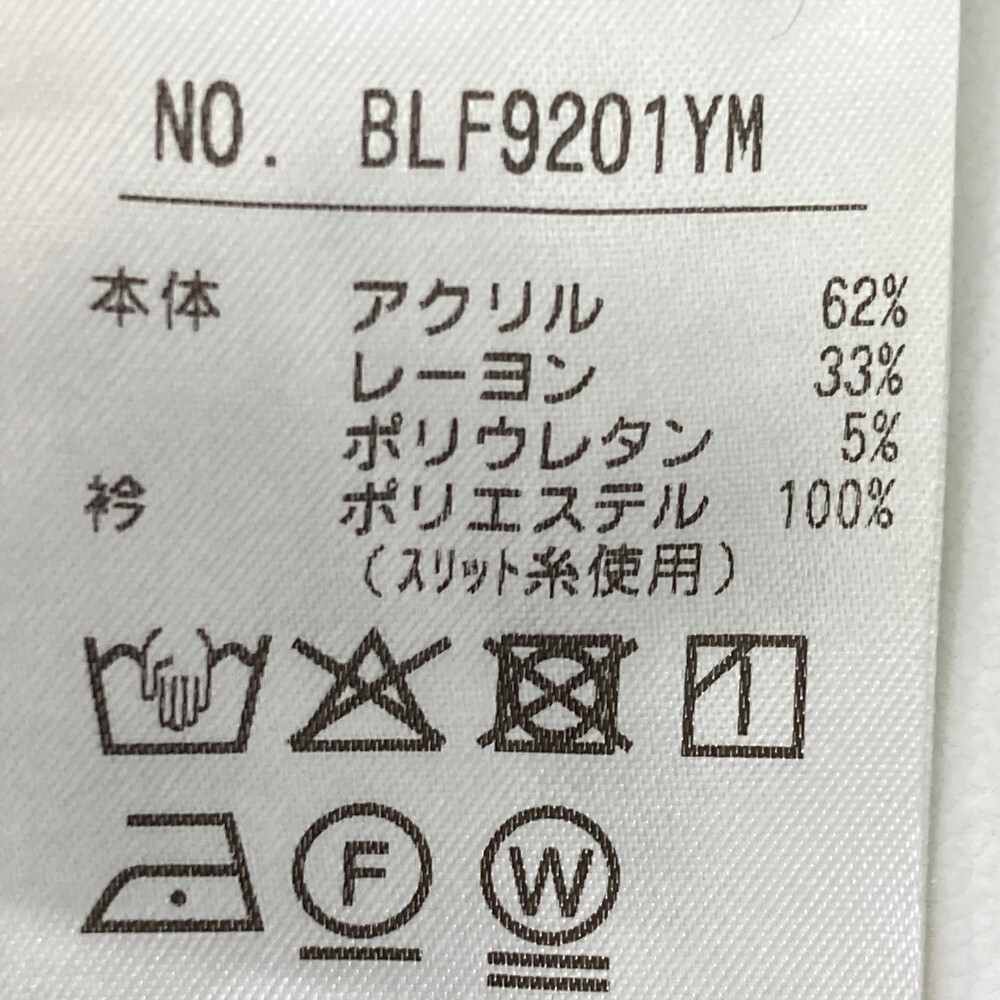 NO. BLF9201YM
本体 アクリル 62%
レーヨン 33%
ポリウレタン 5%
衿 ポリエステル 100%
(スリット糸使用)
F W